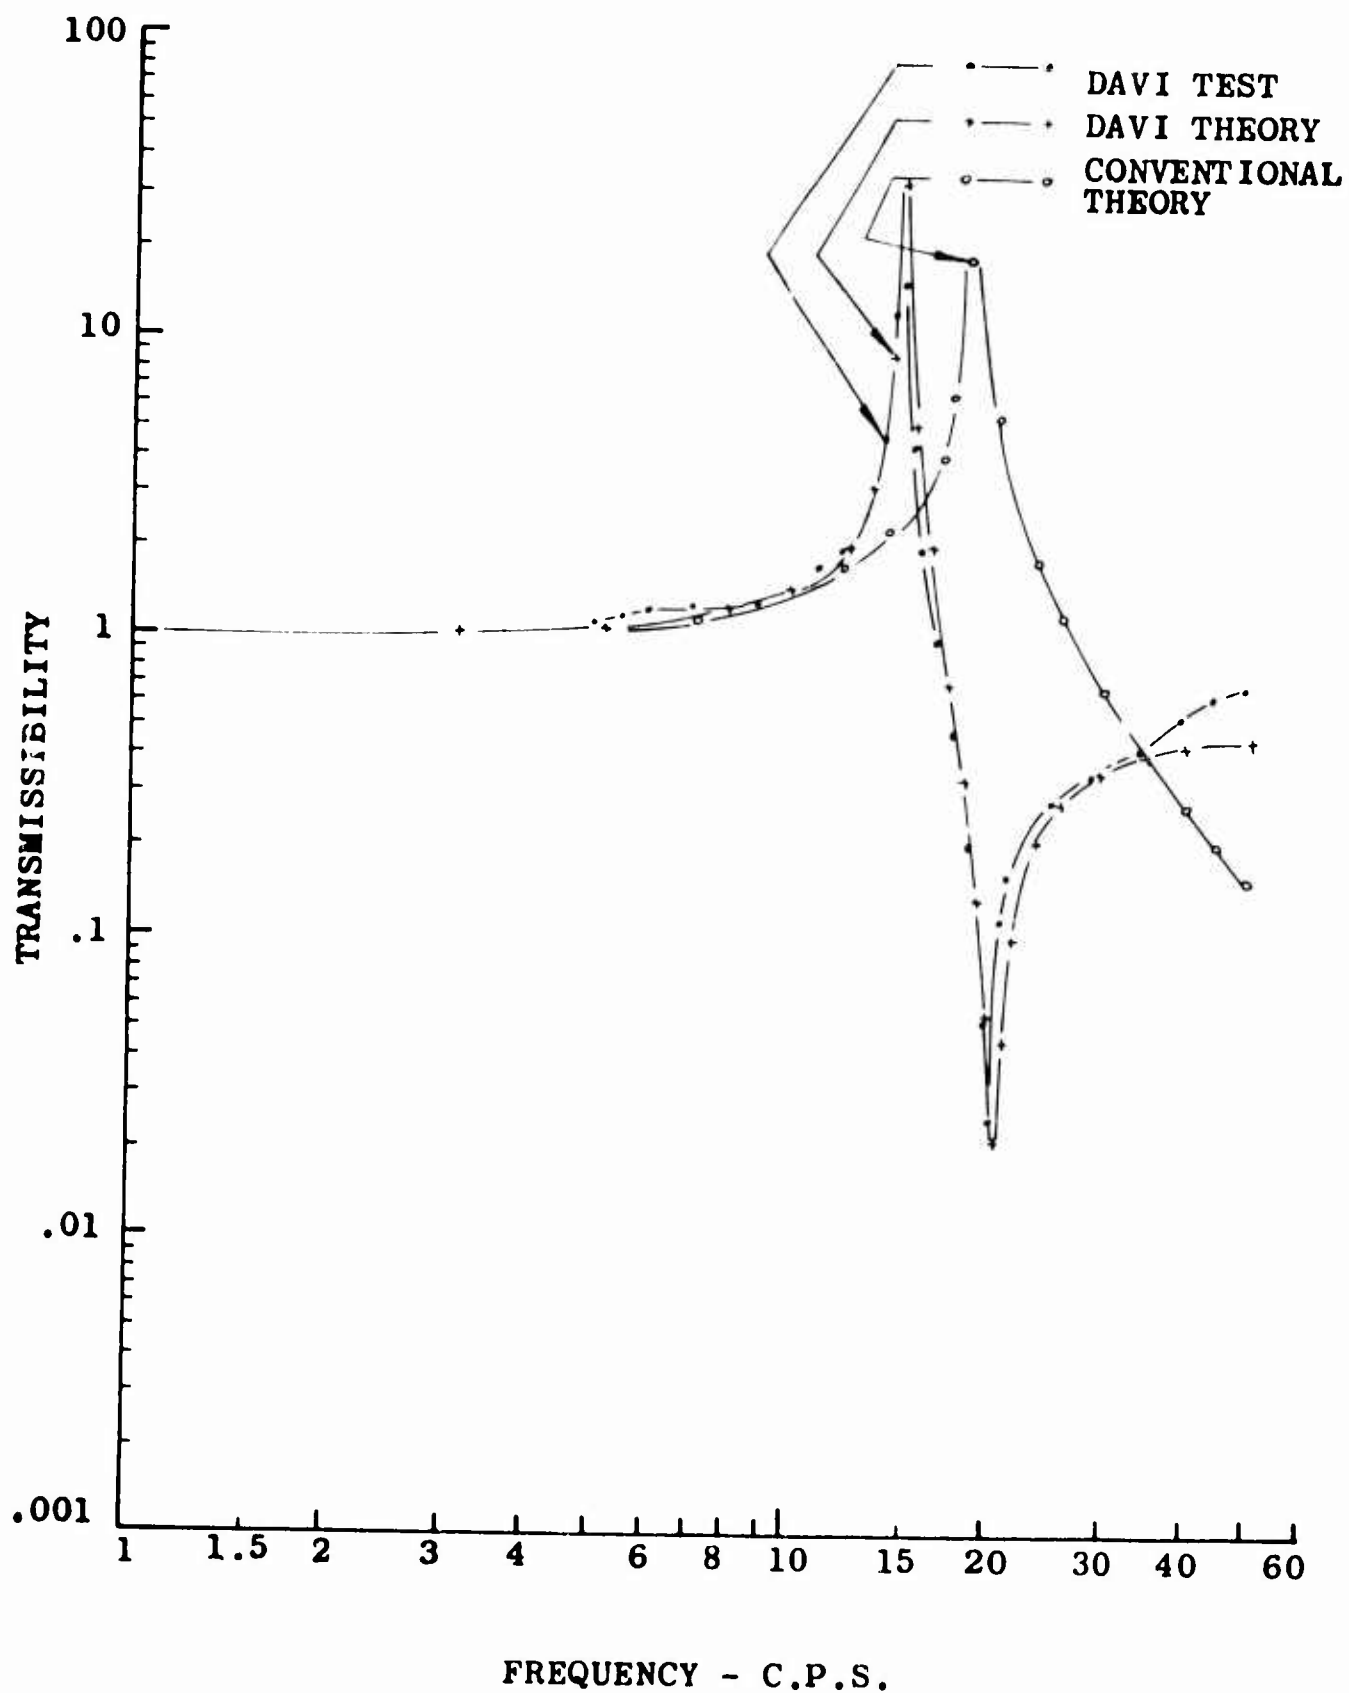 100
10
1
.1
.01
.001
TRANSMISSIBILITY
DAVI TEST
DAVI THEORY
CONVENTIONAL
THEORY
1 1.5 2 3 4 6 8 10 15 20 30 40 60
FREQUENCY - C.P.S.